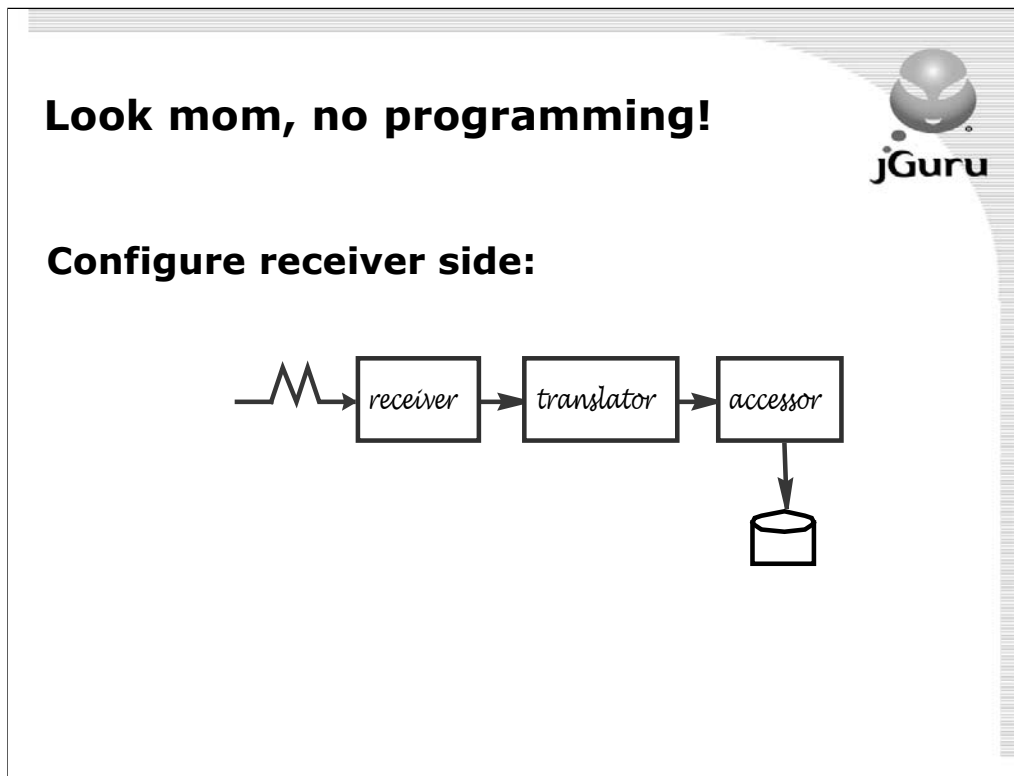 Look mom, no programming!
jGuru
Configure receiver side:
receiver
translator
accessor